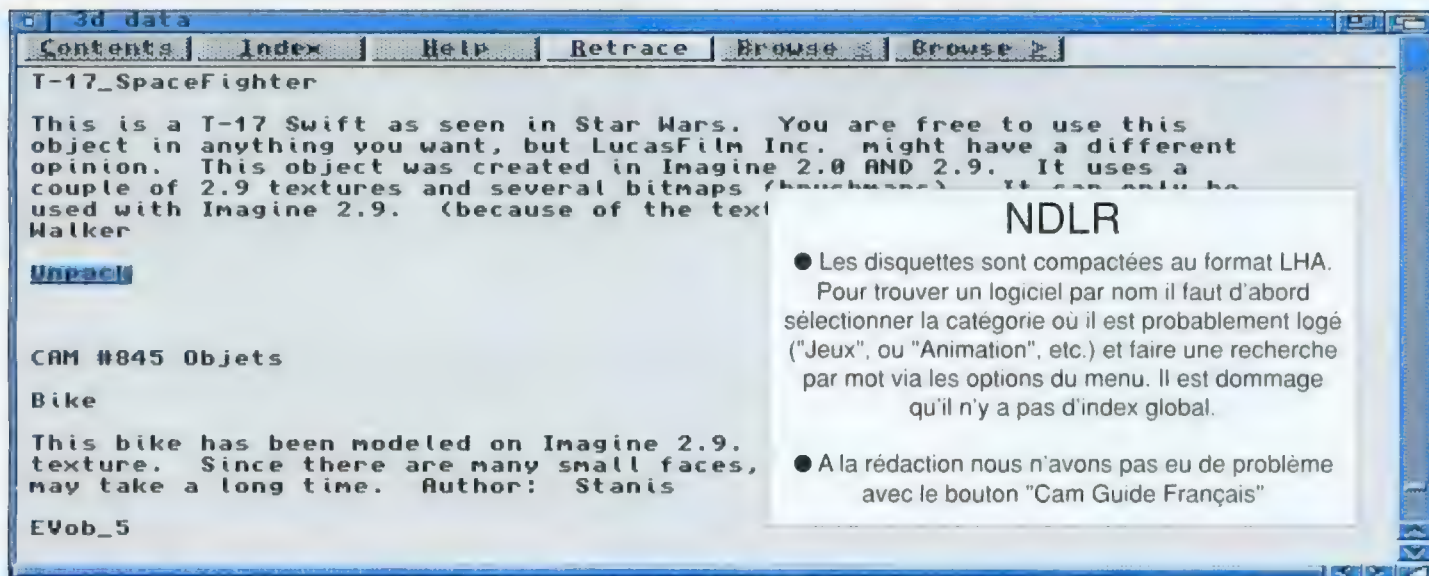 3d data
Contents Index Help Retrace Browse < Browse >
T-17_SpaceFighter
This is a T-17 Swift as seen in Star Wars. You are free to use this
object in anything you want, but LucasFilm Inc. might have a different
opinion. This object was created in Imagine 2.0 AND 2.9. It uses a
couple of 2.9 textures and several bitmaps It can only be
used with Imagine 2.9. (because of the
Walker
Unpack
CAM #845 Objets
Bike
This bike has been modeled on Imagine 2.9.
texture. Since there are many small faces,
may take a long time. Author: Stanis
EVob_5
NDLR
● Les disquettes sont compactées au format LHA.
Pour trouver un logiciel par nom il faut d'abord
sélectionner la catégorie où il est probablement logé
("Jeux", ou "Animation", etc.) et faire une recherche
par mot via les options du menu. Il est dommage
qu'il n'y a pas d'index global.
● A la rédaction nous n'avons pas eu de problème
avec le bouton "Cam Guide Français"